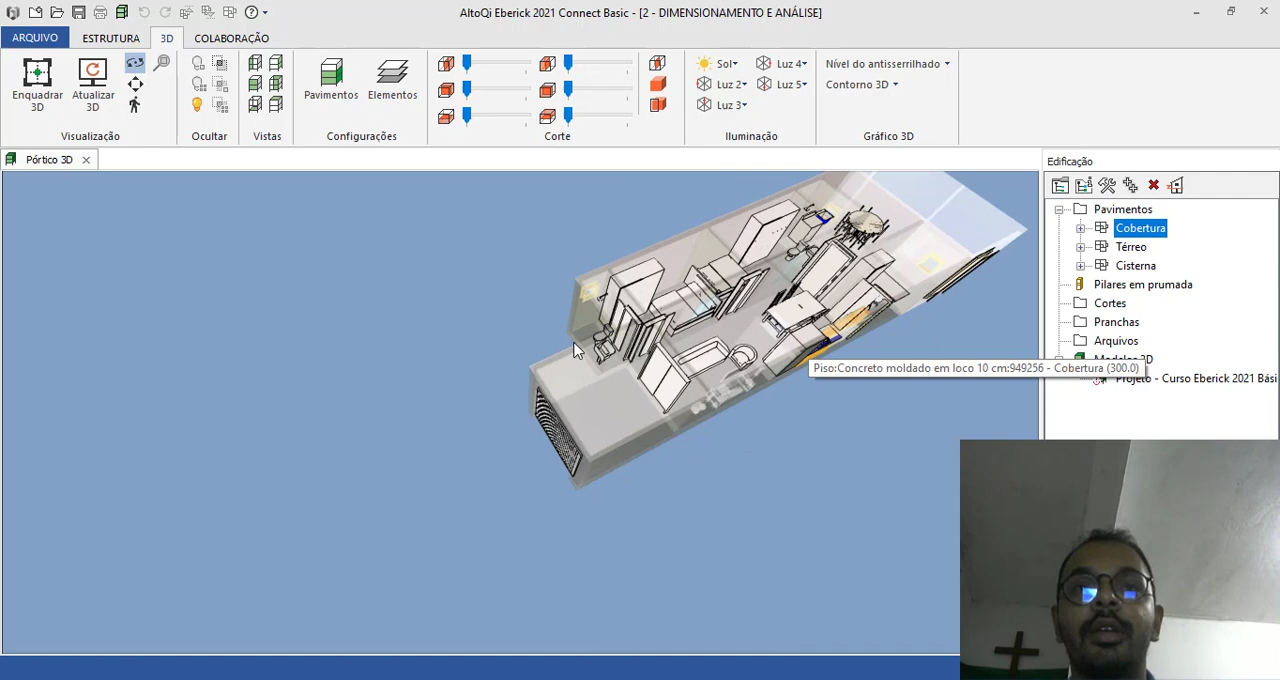 AltoQi Eberick 2021 Connect Basic - [2 - DIMENSIONAMENTO E ANÁLISE]
ARQUIVO ESTRUTURA 3D COLABORAÇÃO
Enquadrar 3D
Atualizar 3D
Visualização
Ocultar
Vistas
Pavimentos Elementos
Configurações
Corte
Sol Luz 4
Luz 2 Luz 5
Luz 3
Iluminação
Nível do antisserrilhado
Contorno 3D
Gráfico 3D
Pórtico 3D
Edificação
Pavimentos
Cobertura
Térreo
Cisterna
Pilares em prumada
Cortes
Pranchas
Arquivos
Modelos 3D
Projeto - Curso Eberick 2021 Bási
Piso:Concreto moldado em loco 10 cm:949256 - Cobertura (300.0)